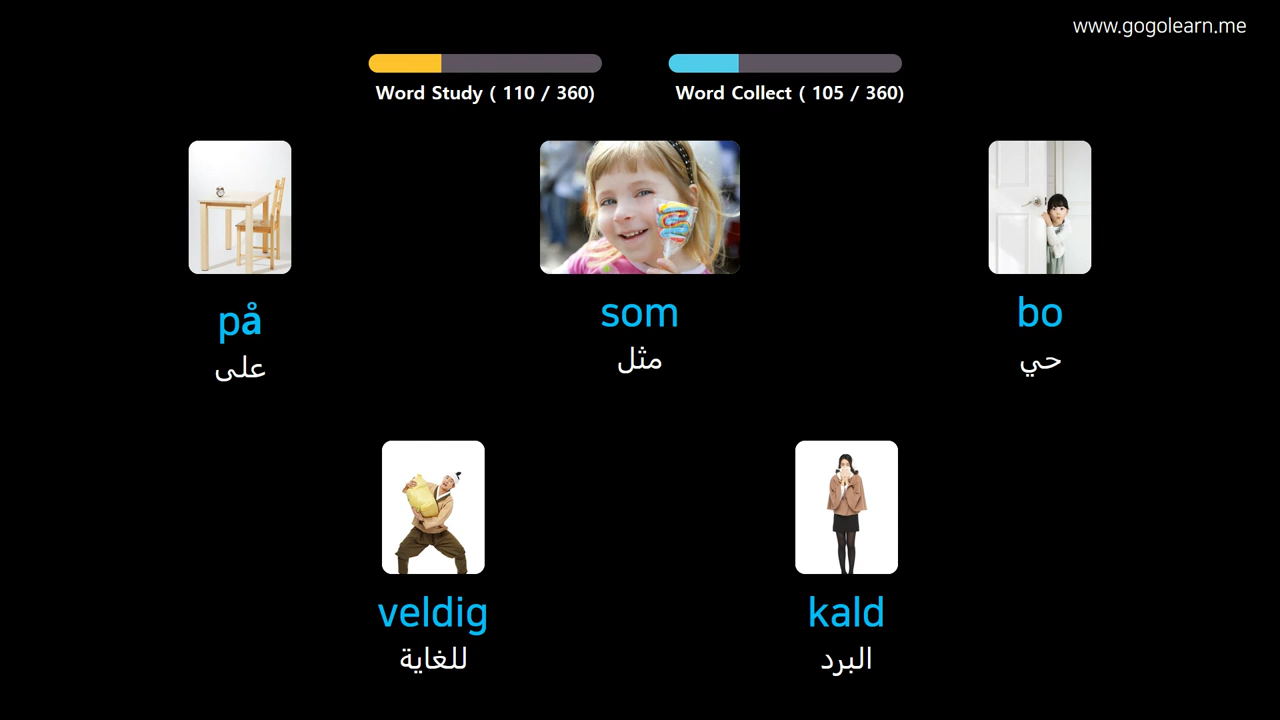 www.gogolearn.me
Word Study ( 110 / 360)
Word Collect ( 105 / 360)
på
على
som
مثل
bo
حي
veldig
للغاية
kald
البرد